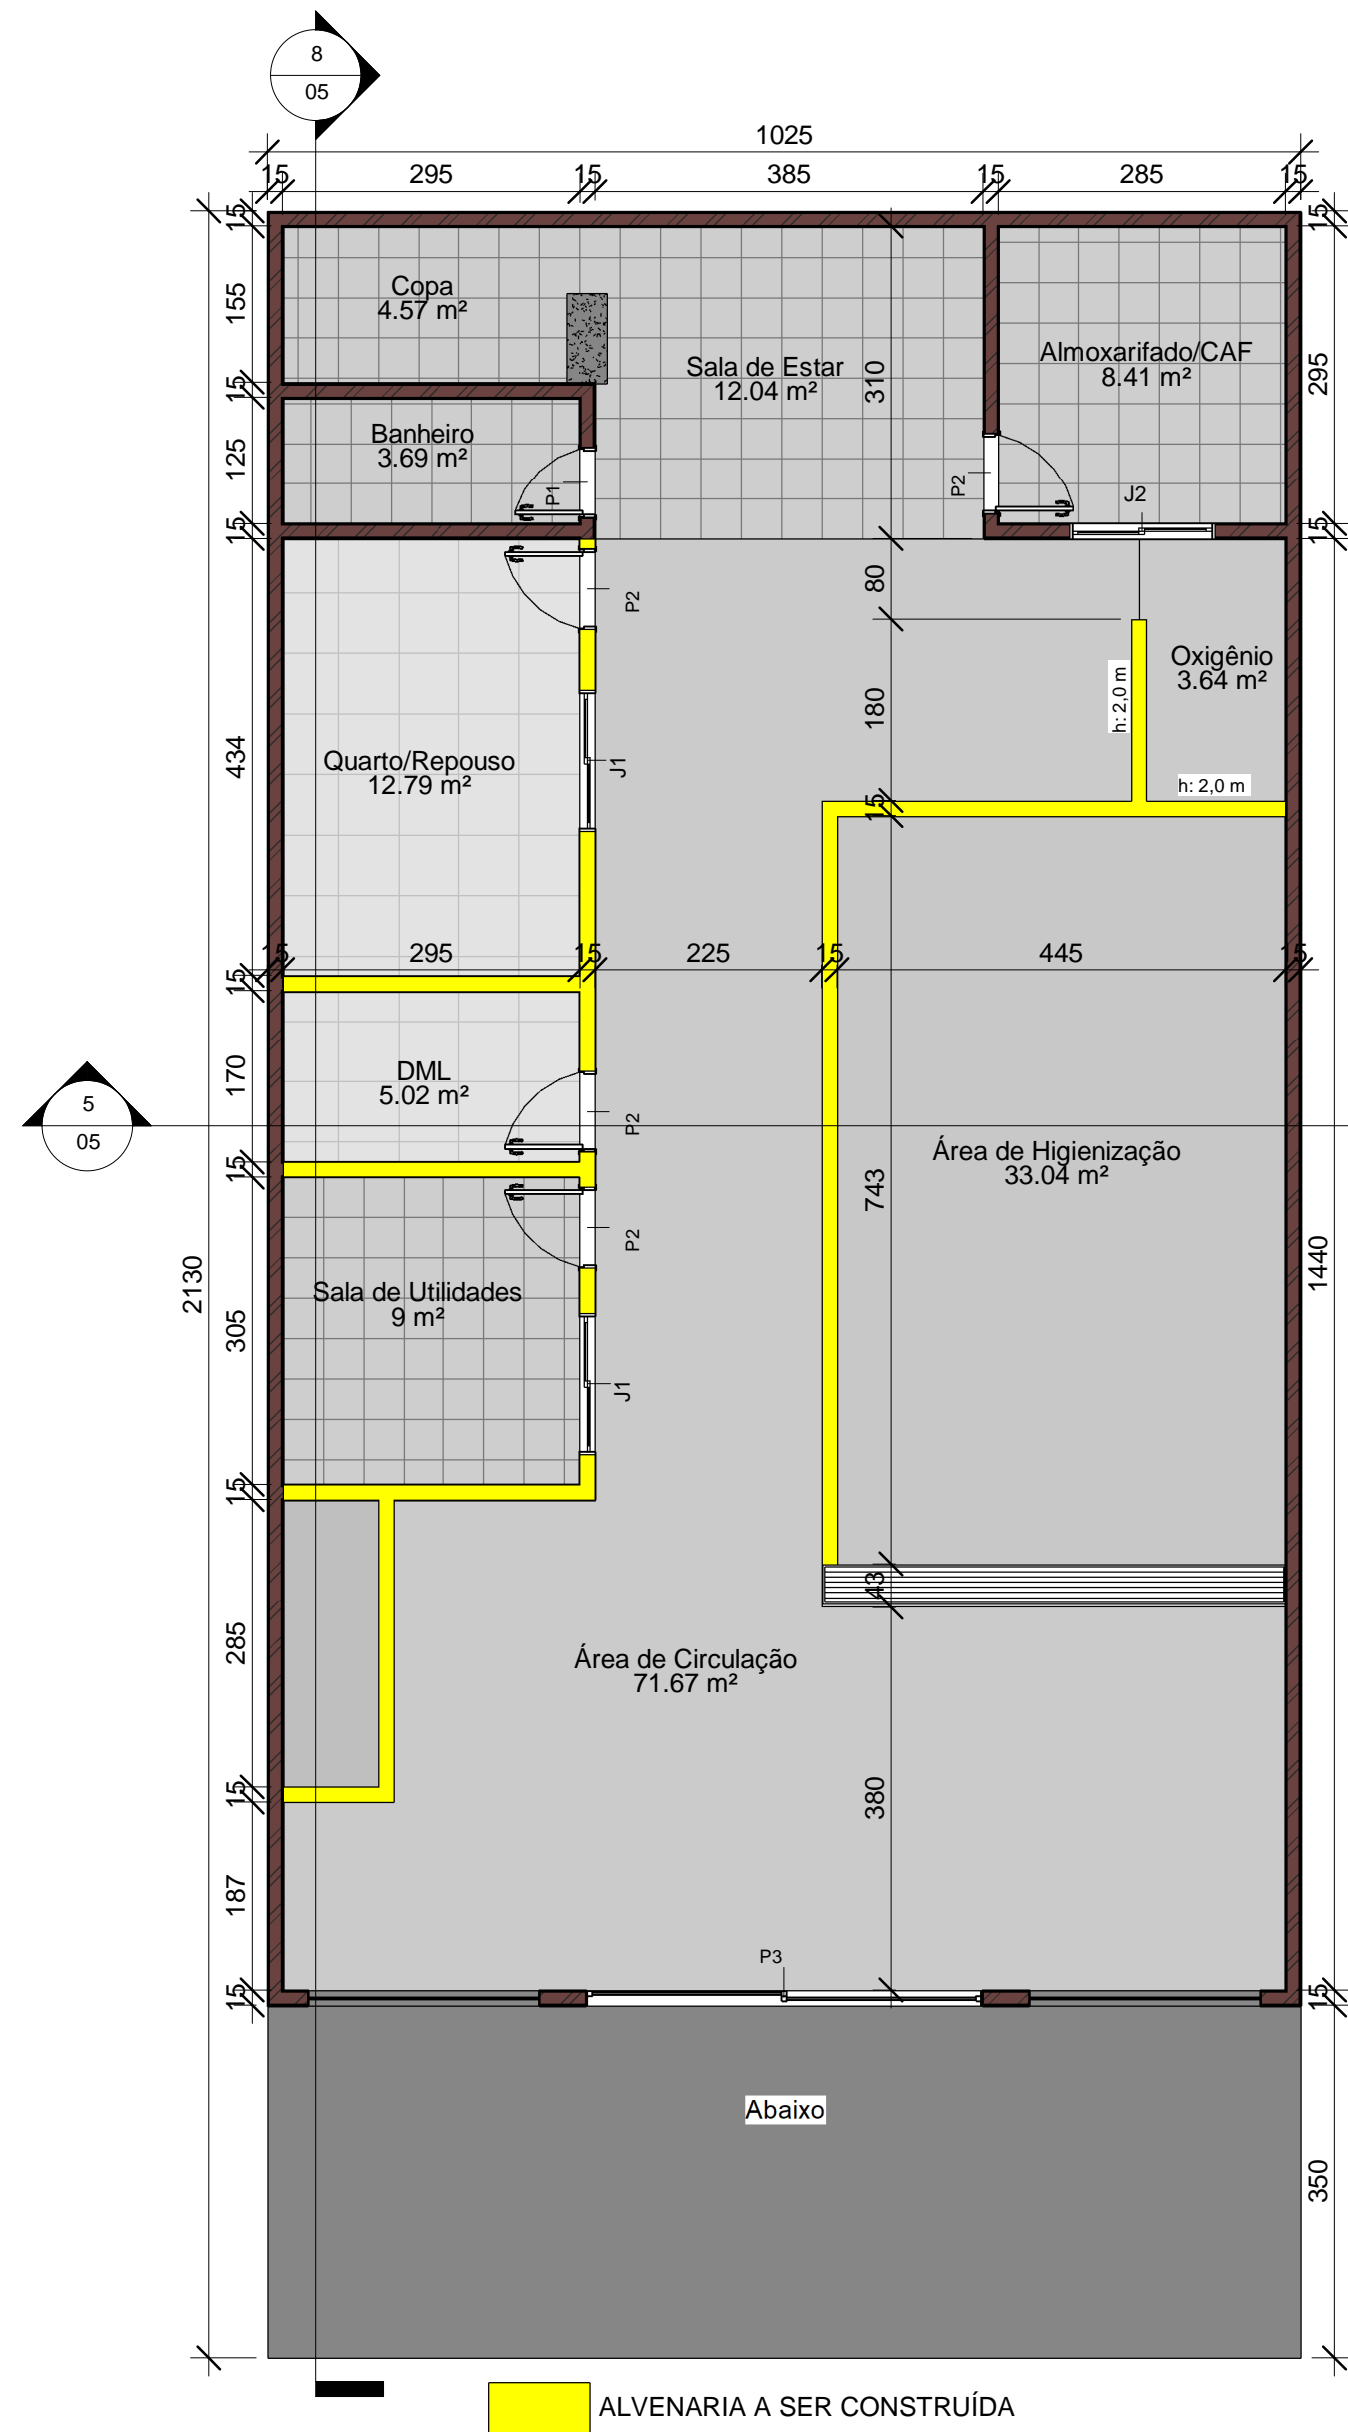 8
05
1025
15
295
15
385
15
285
15
15
155
15
125
15
434
15
170
15
305
15
285
15
187
15
2130
Copa
4.57 m²
Sala de Estar
12.04 m²
310
Almoxarifado/CAF
8.41 m²
15
295
15
Banheiro
3.69 m²
P1
P2
J2
P2
80
Oxigênio
3.64 m²
h: 2,0 m
180
h: 2,0 m
15
Quarto/Repouso
12.79 m²
J1
15
295
15
225
15
445
15
DML
5.02 m²
P2
5
05
Área de Higienização
33.04 m²
743
P2
Sala de Utilidades
9 m²
J1
1440
43
Área de Circulação
71.67 m²
380
P3
15
Abaixo
350
ALVENARIA A SER CONSTRUÍDA